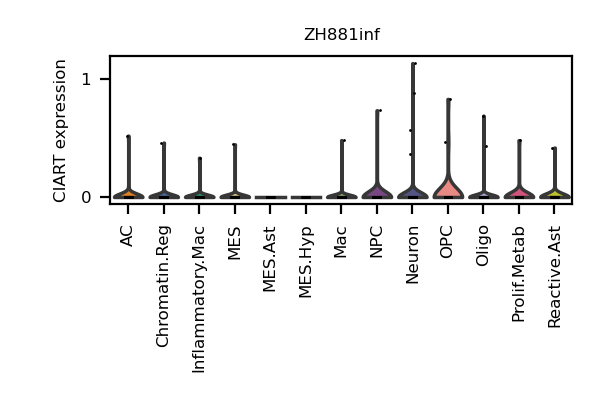 ZH881inf
CIART expression
1
0
AC
Chromatin.Reg
Inflammatory.Mac
MES
MES.Ast
MES.Hyp
Mac
NPC
Neuron
OPC
Oligo
Prolif.Metab
Reactive.Ast